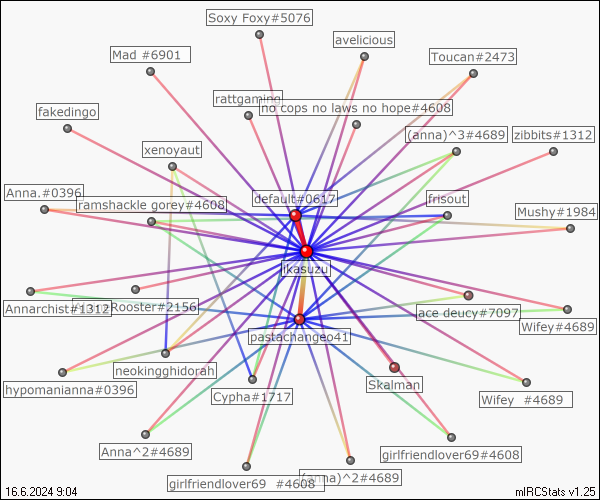 Soxy Foxy#5076
avelicious
Mad #6901
Toucan#2473
rattgaming
no cops no laws no hope#4608
fakedingo
(anna)^3#4689
zibbits#1312
xenoyaut
Anna.#0396
ramshackle gorey#4608
default#0617
frisout
Mushy#1984
ikasuzu
Annarchist#1312
Rooster#2156
ace deucy#7097
Wifey#4689
pastachangeo41
neokingghidorah
hypomanianna#0396
Cypha#1717
Skalman
Wifey #4689
Anna^2#4689
girlfriendlover69#4608
girlfriendlover69 #4608
(anna)^2#4689
16.6.2024 9:04
mIRCStats v1.25